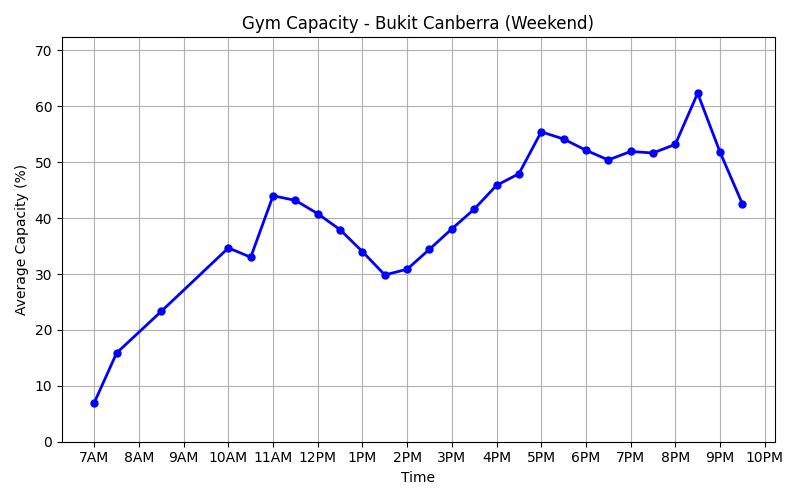 Gym Capacity - Bukit Canberra (Weekend)
Average Capacity (%)
70
60
50
40
30
20
10
0
7AM 8AM 9AM 10AM 11AM 12PM 1PM 2PM 3PM 4PM 5PM 6PM 7PM 8PM 9PM 10PM
Time